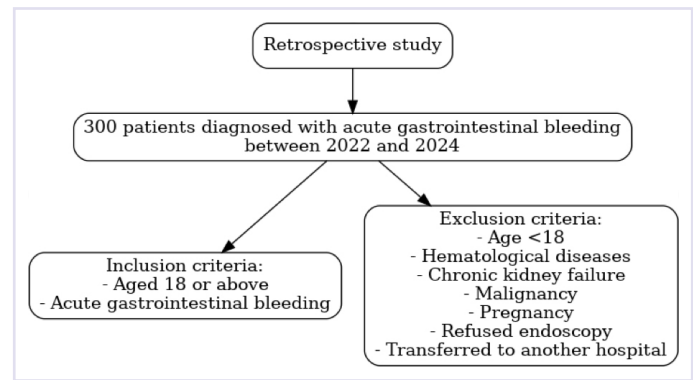 Retrospective study
300 patients diagnosed with acute gastrointestinal bleeding
between 2022 and 2024
Inclusion criteria:
- Aged 18 or above
- Acute gastrointestinal bleeding
Exclusion criteria:
- Age <18
- Hematological diseases
- Chronic kidney failure
- Malignancy
- Pregnancy
- Refused endoscopy
- Transferred to another hospital